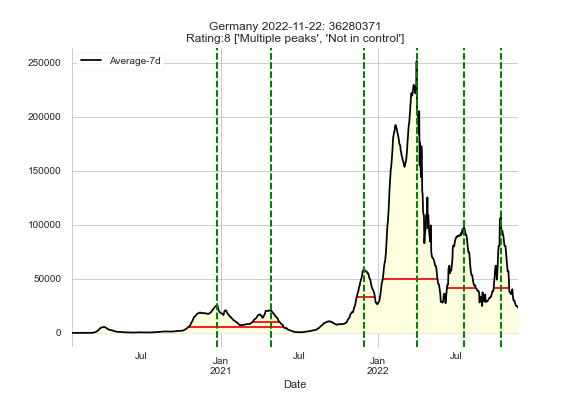 Germany 2022-11-22: 36280371
Rating:8 ['Multiple peaks', 'Not in control']
Average-7d
250000
200000
150000
100000
50000
0
Jul
Jan
2021
Jul
Jan
2022
Jul
Date